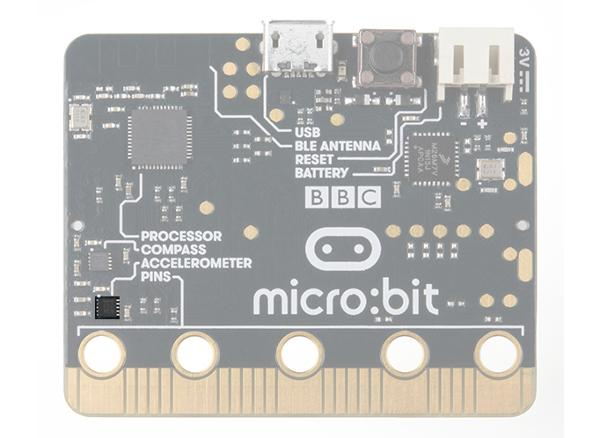 3V
- +
USB
BLE ANTENNA
RESET
BATTERY
BBC
PROCESSOR
COMPASS
ACCELEROMETER
PINS
micro:bit